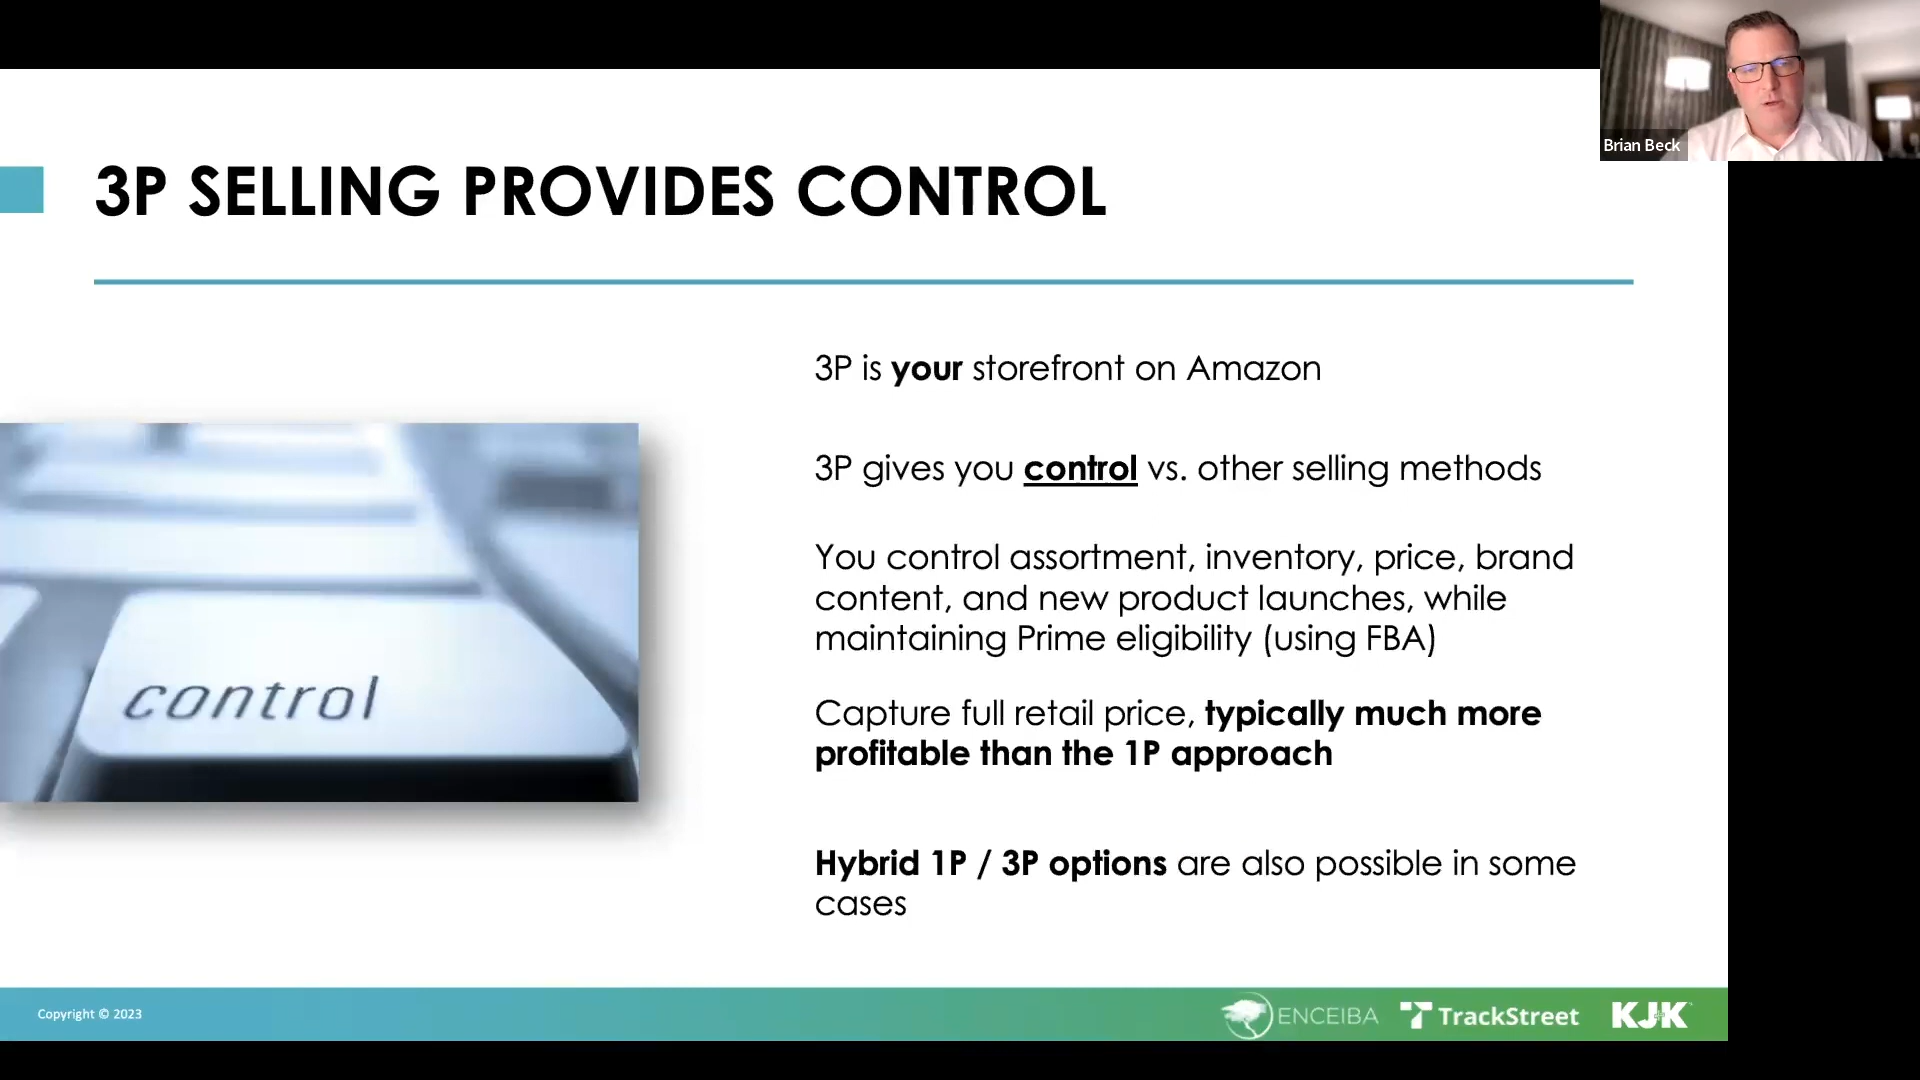 Brian Beck
3P SELLING PROVIDES CONTROL
3P is your storefront on Amazon
3P gives you control vs. other selling methods
You control assortment, inventory, price, brand
content, and new product launches, while
maintaining Prime eligibility (using FBA)
Capture full retail price, typically much more
profitable than the 1P approach
Hybrid 1P / 3P options are also possible in some
cases
control
Copyright © 2023
ENCEIBA
TrackStreet
KJK